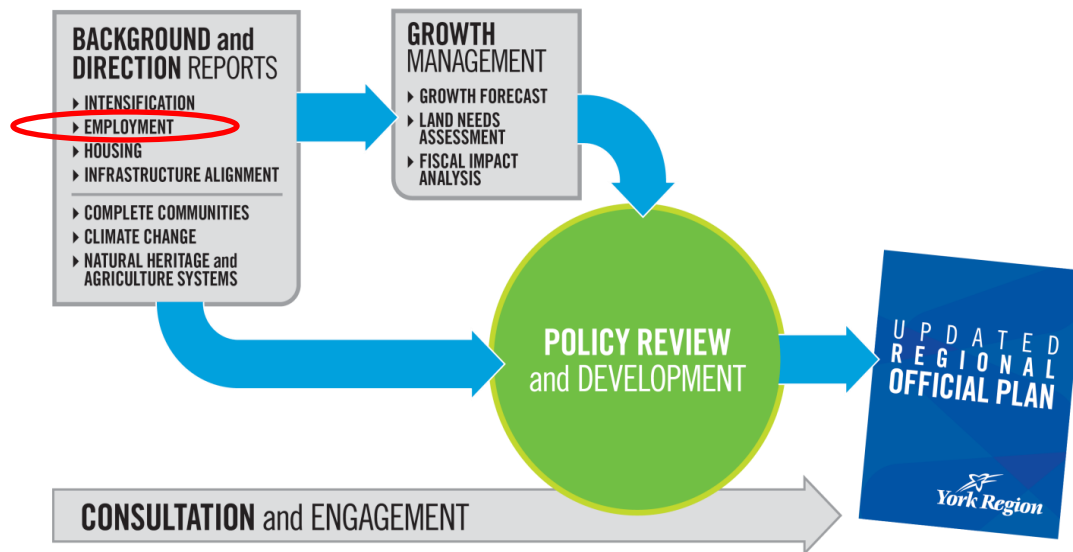 BACKGROUND and
DIRECTION REPORTS
INTENSIFICATION
EMPLOYMENT
HOUSING
INFRASTRUCTURE ALIGNMENT
COMPLETE COMMUNITIES
CLIMATE CHANGE
NATURAL HERITAGE and
AGRICULTURE SYSTEMS
GROWTH
MANAGEMENT
GROWTH FORECAST
LAND NEEDS
ASSESSMENT
FISCAL IMPACT
ANALYSIS
POLICY REVIEW
and DEVELOPMENT
UPDATED
REGIONAL
OFFICIAL PLAN
York Region
CONSULTATION and ENGAGEMENT